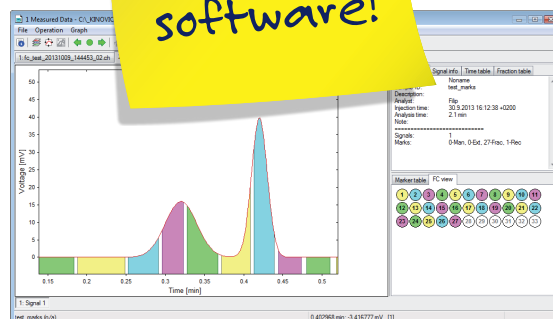 software!
1 Measured Data - C:\_KINOVIC
File Operation Graph
1: fc_test_20131009_144453_02.ch
Signal info Time table Fraction table
Noname
test_marks
Description:
Analyst: Filip
Injection time: 30.9.2013 16:12:38 +0200
Analysis time: 2.1 min
Note:
============================
Signals: 1
Marks: 0-Man, 0-Exl, 27-Frac, 1-Rec
Marker table FC view
1 2 3 4 5 6 7 8 9 10 11
12 13 14 15 16 17 18 19 20 21 22
23 24 25 26 27 28 29 30 31 32 33
Voltage [mV]
50
45
40
35
30
25
20
15
10
5
0
0.15 0.2 0.25 0.3 0.35 0.4 0.45 0.5
Time [min]
1: Signal 1
test_marks (b/a)
0.402968 min; -3.416777 mV [1]